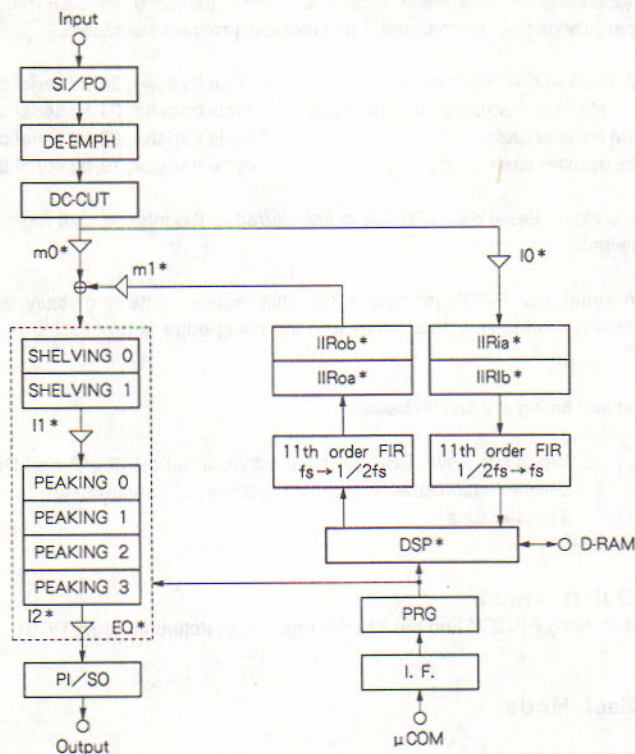 Input
SI/PO
DE-EMPH
DC-CUT
m0*
m1*
I0*
SHELVING 0
SHELVING 1
I1*
PEAKING 0
PEAKING 1
PEAKING 2
PEAKING 3
I2*
EQ*
PI/SO
Output
IIRob*
IIRoa*
11th order FIR
fs→1/2fs
IIRia*
IIRIb*
11th order FIR
1/2fs→fs
DSP*
D-RAM
PRG
I. F.
μCOM